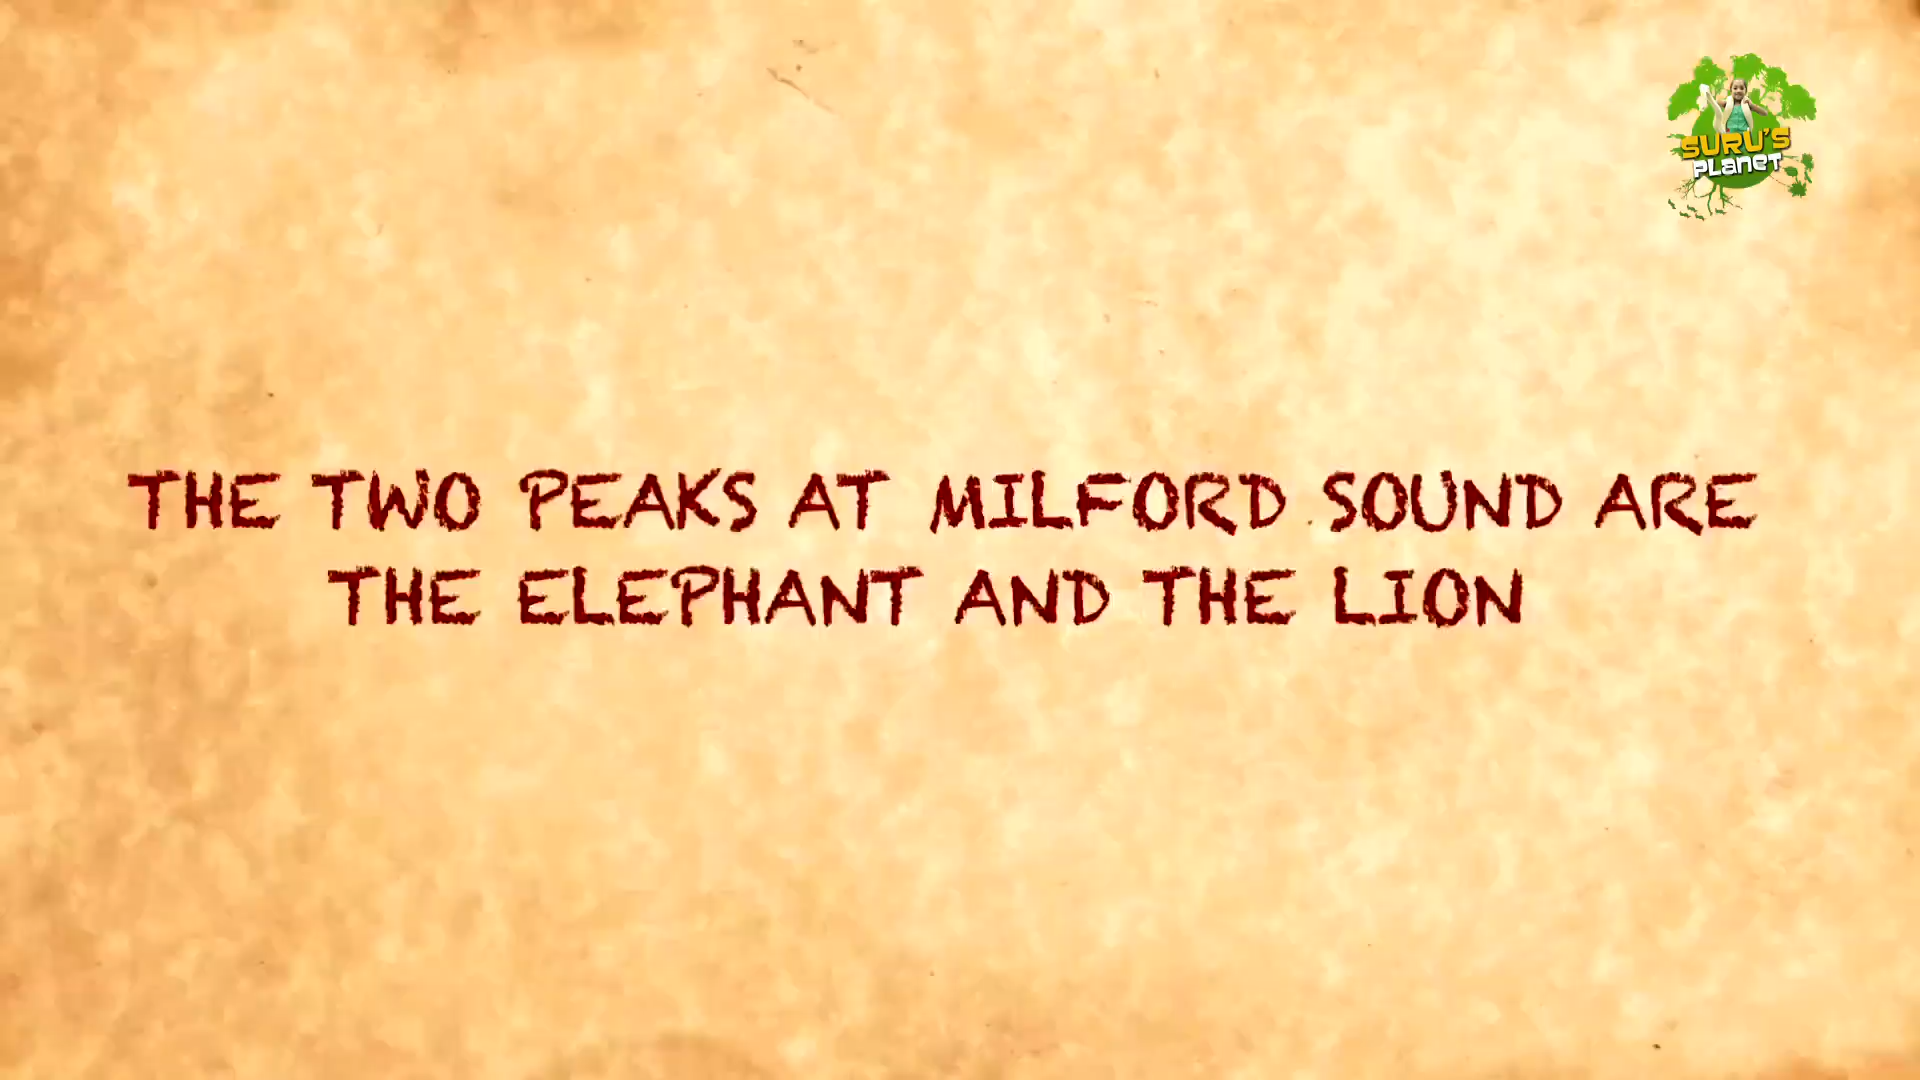 SURU'S
PLANET
THE TWO PEAKS AT MILFORD SOUND ARE
THE ELEPHANT AND THE LION